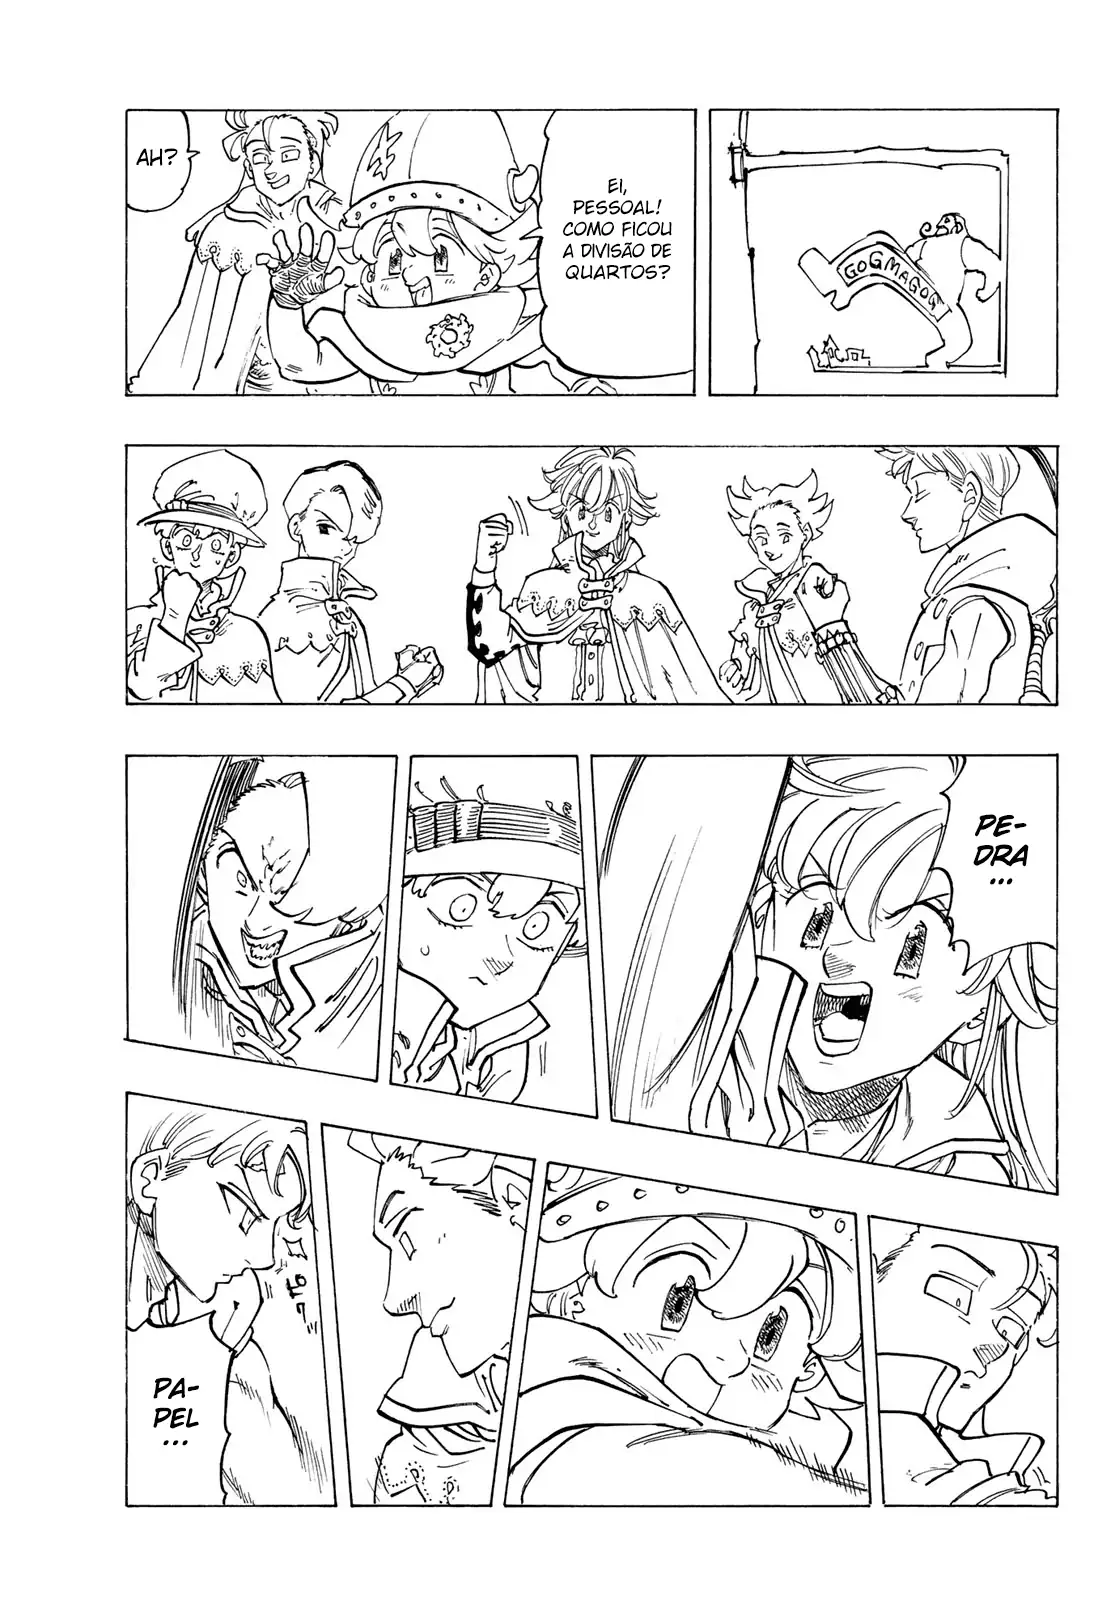 GOGMAGOG
EI,
PESSOAL!
COMO FICOU
A DIVISÃO DE
QUARTOS?
AH?
PE-
DRA
...
PA-
PEL
...